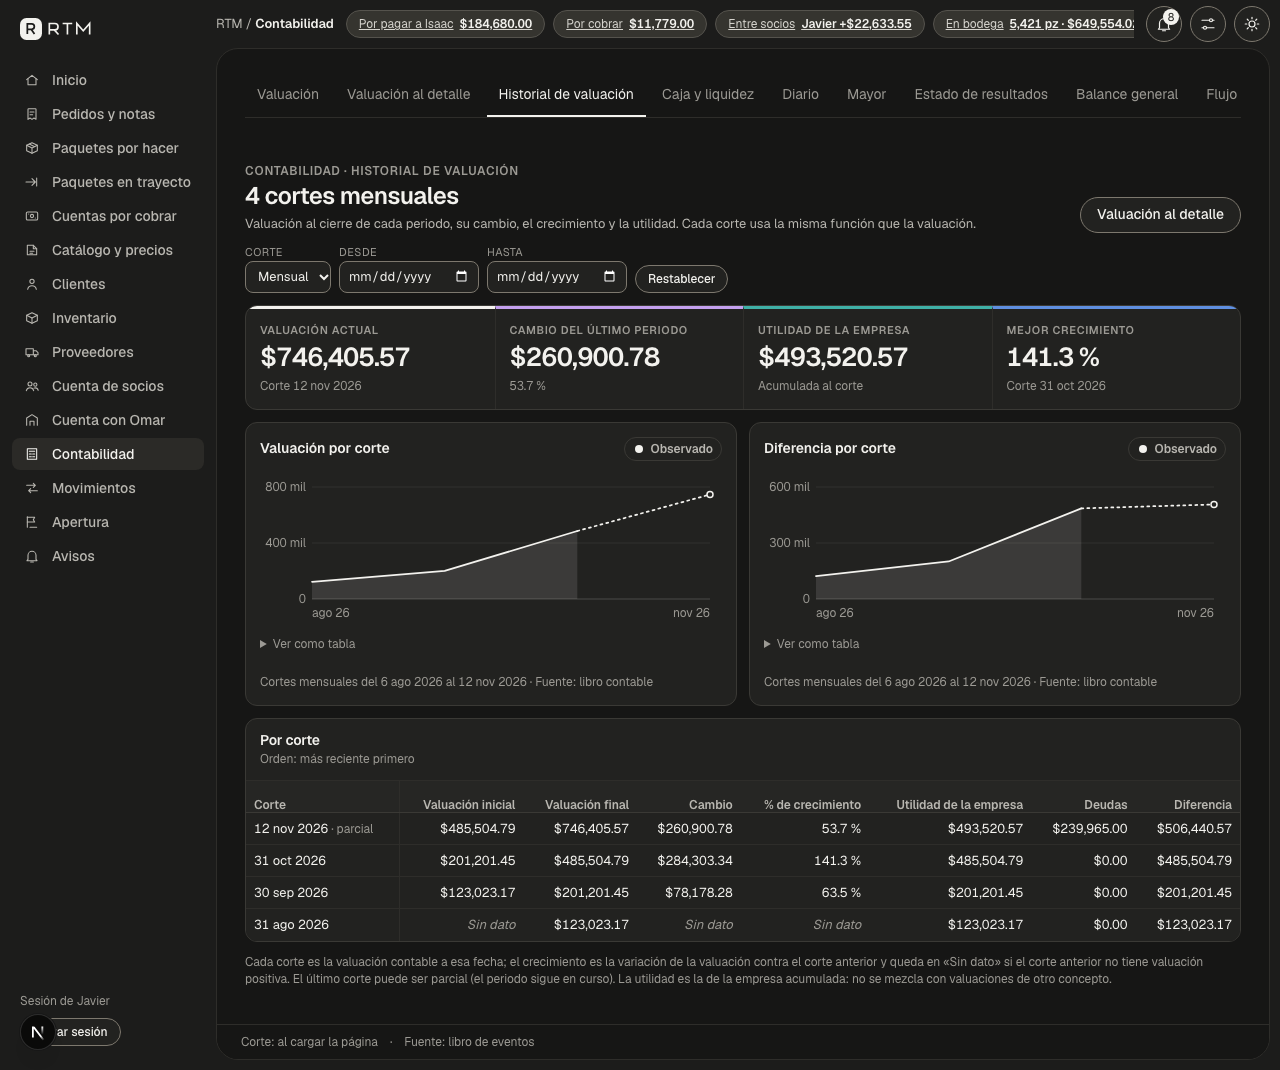 R RTM
RTM / Contabilidad
Por pagar a Isaac $184,680.00
Por cobrar $11,779.00
Entre socios Javier +$22,633.55
En bodega 5,421 pz · $649,554.0
8
Inicio
Pedidos y notas
Paquetes por hacer
Paquetes en trayecto
Cuentas por cobrar
Catálogo y precios
Clientes
Inventario
Proveedores
Cuenta de socios
Cuenta con Omar
Contabilidad
Movimientos
Apertura
Avisos
Sesión de Javier
N ar sesión
Valuación Valuación al detalle Historial de valuación Caja y liquidez Diario Mayor Estado de resultados Balance general Flujo
CONTABILIDAD · HISTORIAL DE VALUACIÓN
4 cortes mensuales
Valuación al cierre de cada periodo, su cambio, el crecimiento y la utilidad. Cada corte usa la misma función que la valuación.
Valuación al detalle
CORTE DESDE HASTA
Mensual mm/dd/yyyy mm/dd/yyyy Restablecer
VALUACIÓN ACTUAL
$746,405.57
Corte 12 nov 2026
CAMBIO DEL ÚLTIMO PERIODO
$260,900.78
53.7 %
UTILIDAD DE LA EMPRESA
$493,520.57
Acumulada al corte
MEJOR CRECIMIENTO
141.3 %
Corte 31 oct 2026
Valuación por corte
Observado
800 mil
400 mil
0
ago 26 nov 26
Ver como tabla
Cortes mensuales del 6 ago 2026 al 12 nov 2026 · Fuente: libro contable
Diferencia por corte
Observado
600 mil
300 mil
0
ago 26 nov 26
Ver como tabla
Cortes mensuales del 6 ago 2026 al 12 nov 2026 · Fuente: libro contable
Por corte
Orden: más reciente primero
Corte Valuación inicial Valuación final Cambio % de crecimiento Utilidad de la empresa Deudas Diferencia
12 nov 2026 · parcial $485,504.79 $746,405.57 $260,900.78 53.7 % $493,520.57 $239,965.00 $506,440.57
31 oct 2026 $201,201.45 $485,504.79 $284,303.34 141.3 % $485,504.79 $0.00 $485,504.79
30 sep 2026 $123,023.17 $201,201.45 $78,178.28 63.5 % $201,201.45 $0.00 $201,201.45
31 ago 2026 Sin dato $123,023.17 Sin dato Sin dato $123,023.17 $0.00 $123,023.17
Cada corte es la valuación contable a esa fecha; el crecimiento es la variación de la valuación contra el corte anterior y queda en «Sin dato» si el corte anterior no tiene valuación
positiva. El último corte puede ser parcial (el periodo sigue en curso). La utilidad es la de la empresa acumulada: no se mezcla con valuaciones de otro concepto.
Corte: al cargar la página · Fuente: libro de eventos